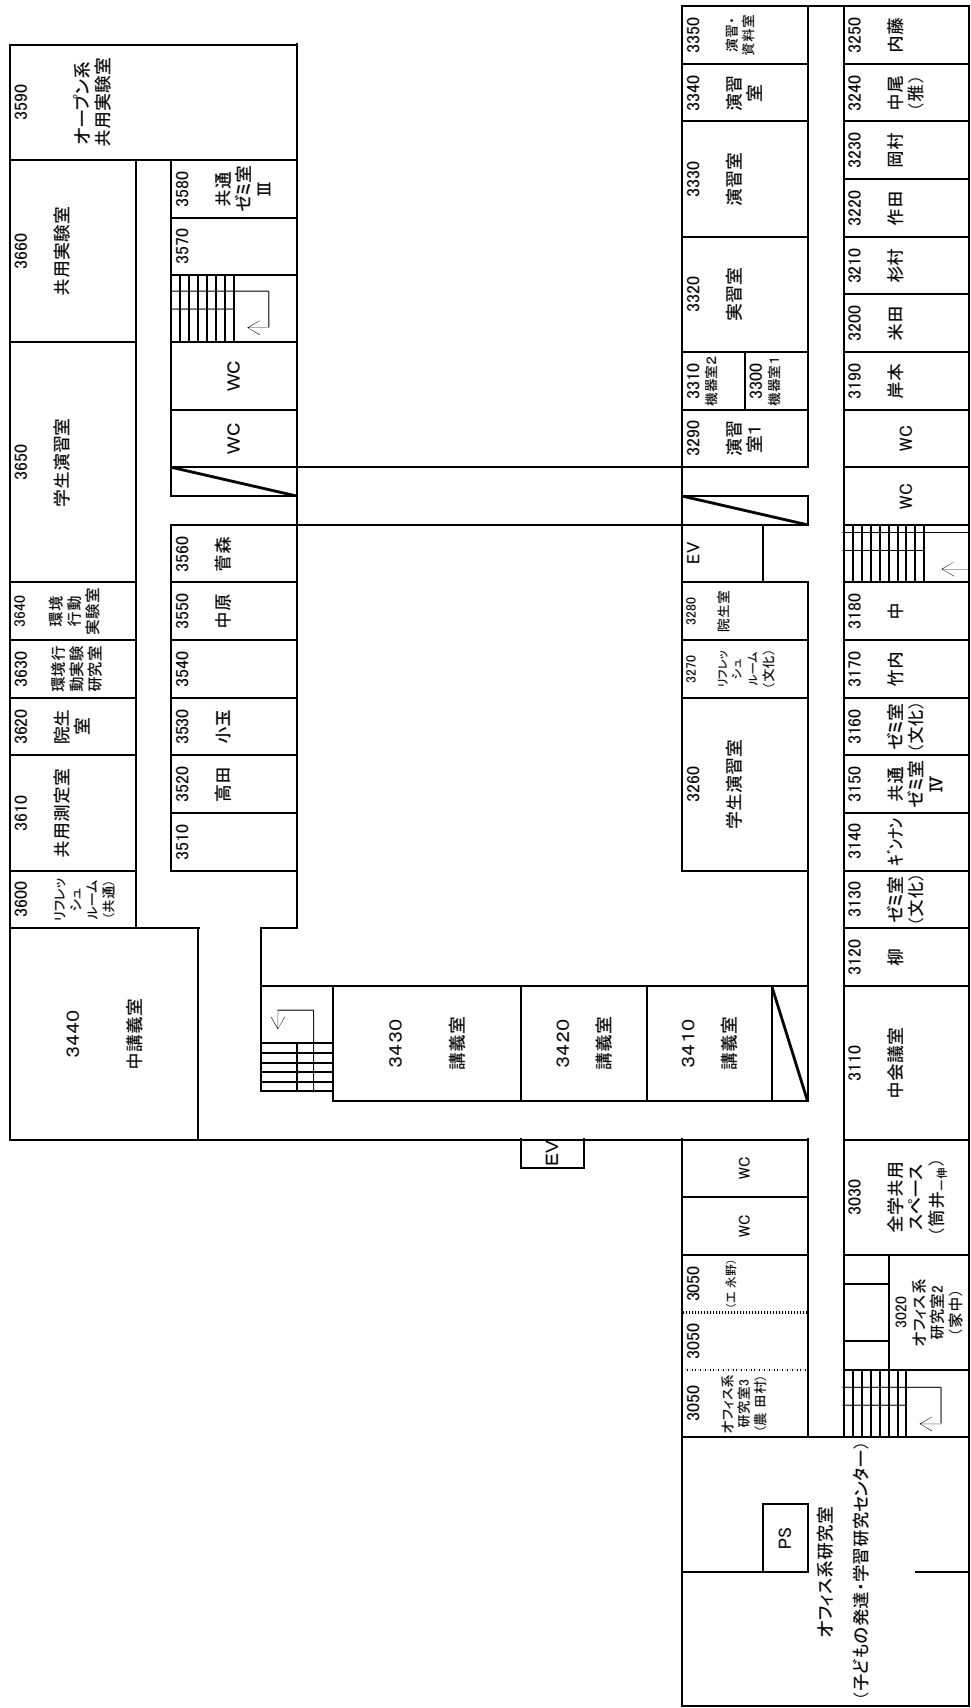 3440
中講義室
3600
リフレッ
シュ
ルーム
(共通)
3610
共用測定室
3620
院生
室
3630
環境行
動実験
研究室
3640
環境
行動
実験室
3650
学生演習室
3660
共用実験室
3590
オープン系
共用実験室
3510
3520
高田
3530
小玉
3540
3550
中原
3560
菅森
WC
WC
3570
3580
共通
ゼミ室
Ⅲ
EV
3430
講義室
3420
講義室
3410
講義室
オフィス系研究室
(子どもの発達・学習研究センター)
PS
3050
オフィス系
研究室3
(農 田村)
3050
3050
(工 永野)
WC
WC
3260
学生演習室
3270
リフレッ
シュ
ルーム
(文化)
3280
院生室
EV
3290
演習
室1
3310
機器室2
3300
機器室1
3320
実習室
3330
演習室
3340
演習
室
3350
演習・
資料室
3020
オフィス系
研究室2
(家中)
3030
全学共用
スペース
(筒井一伸)
3110
中会議室
3120
柳
3130
ゼミ室
(文化)
3140
ギンナン
3150
共通
ゼミ室
Ⅳ
3160
ゼミ室
(文化)
3170
竹内
3180
中
WC
WC
3190
岸本
3200
米田
3210
杉村
3220
作田
3230
岡村
3240
中尾
(雅)
3250
内藤